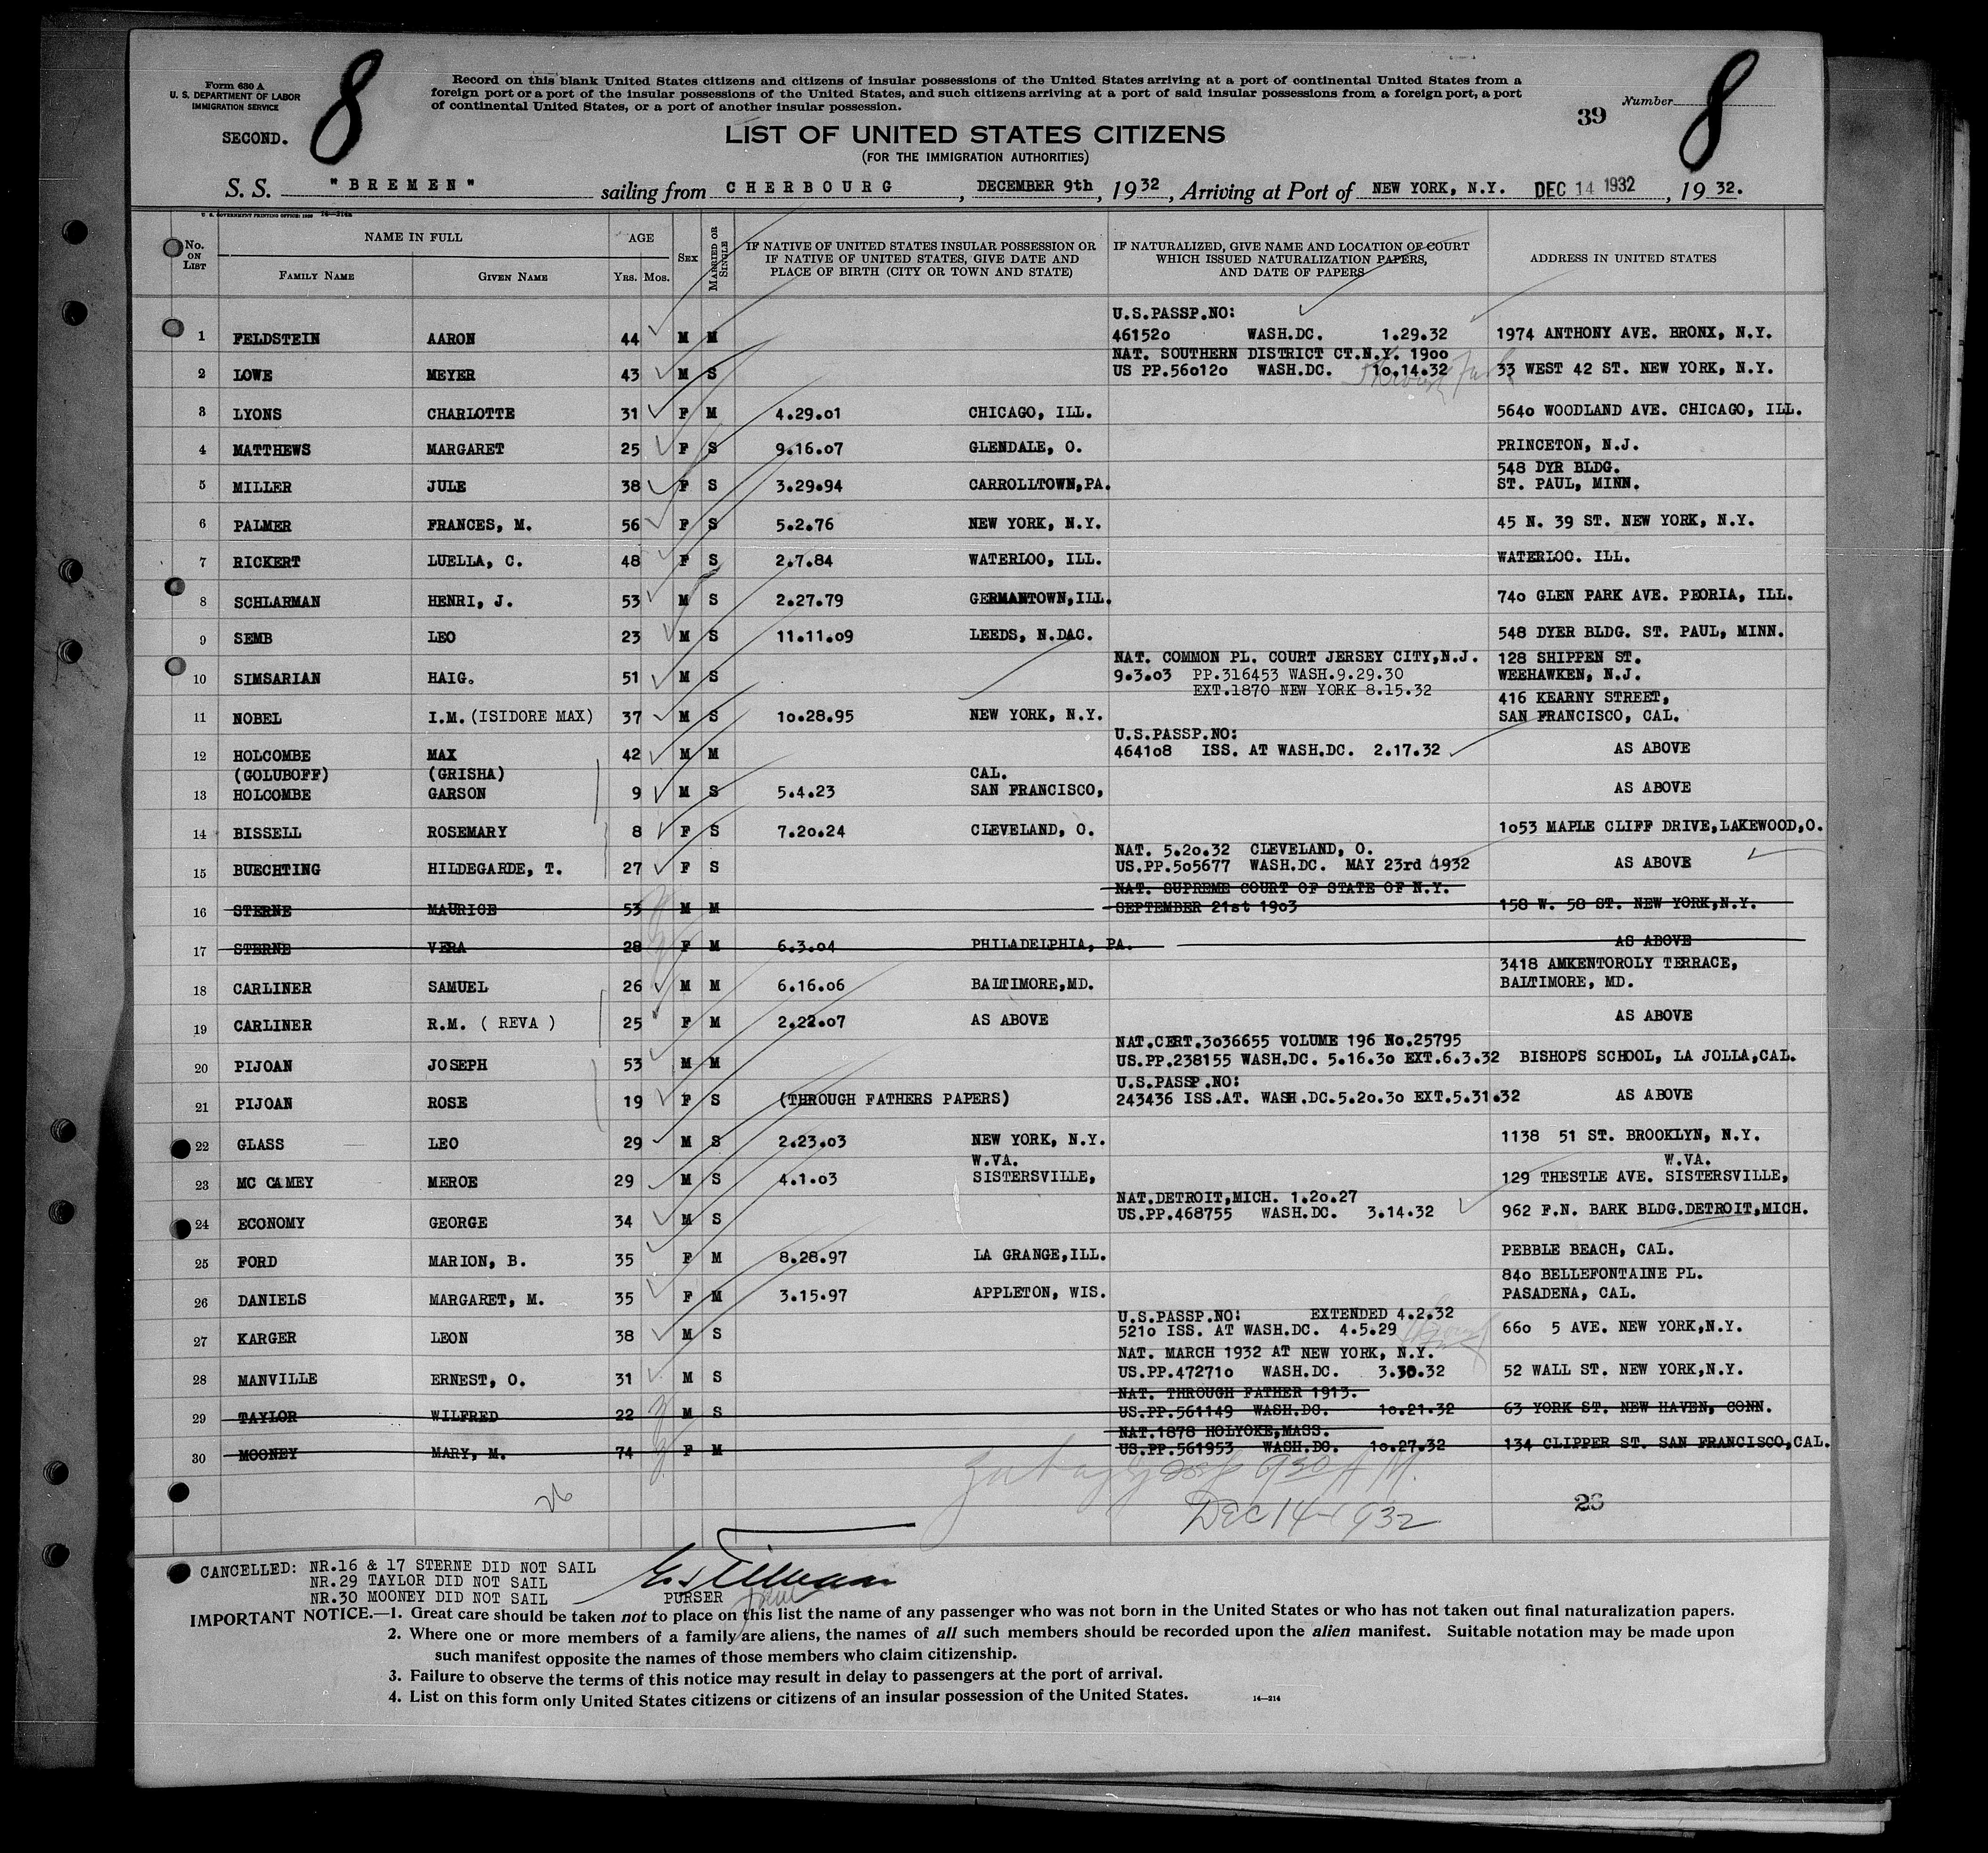 Form 630 A
U. S. DEPARTMENT OF LABOR
IMMIGRATION SERVICE
SECOND.
8
Record on this blank United States citizens and citizens of insular possessions of the United States arriving at a port of continental United States from a
foreign port or a port of the insular possessions of the United States, and such citizens arriving at a port of said insular possessions from a foreign port, a port
of continental United States, or a port of another insular possession.
39
Number 8
LIST OF UNITED STATES CITIZENS
(FOR THE IMMIGRATION AUTHORITIES)
S. S. "BREMEN" sailing from CHERBOURG, DECEMBER 9th, 1932, Arriving at Port of NEW YORK, N.Y. DEC 14 1932, 1932.
No. ON LIST | NAME IN FULL | FAMILY NAME | GIVEN NAME | AGE | YRS. | MOS. | SEX | MARRIED OR SINGLE | IF NATIVE OF UNITED STATES INSULAR POSSESSION OR IF NATIVE OF UNITED STATES, GIVE DATE AND PLACE OF BIRTH (CITY OR TOWN AND STATE) | IF NATURALIZED, GIVE NAME AND LOCATION OF COURT WHICH ISSUED NATURALIZATION PAPERS, AND DATE OF PAPERS | ADDRESS IN UNITED STATES
U.S.PASSP.NO:
1 FELDSTEIN AARON 44 M M 461520 WASH.DC. 1.29.32 1974 ANTHONY AVE. BRONX, N.Y.
NAT. SOUTHERN DISTRICT CT.N.Y. 1900
2 LOWE MEYER 43 M S US PP.560120 WASH.DC. 10.14.32 33 WEST 42 ST. NEW YORK, N.Y.
3 LYONS CHARLOTTE 31 F M 4.29.01 CHICAGO, ILL. 5640 WOODLAND AVE. CHICAGO, ILL.
4 MATTHEWS MARGARET 25 F S 9.16.07 GLENDALE, O. PRINCETON, N.J.
548 DYR BLDG.
5 MILLER JULE 38 F S 3.29.94 CARROLLTOWN,PA. ST. PAUL, MINN.
6 PALMER FRANCES, M. 56 F S 5.2.76 NEW YORK, N.Y. 45 N. 39 ST. NEW YORK, N.Y.
7 RICKERT LUELLA, C. 48 F S 2.7.84 WATERLOO, ILL. WATERLOO. ILL.
8 SCHLARMAN HENRI, J. 53 M S 2.27.79 GERMANTOWN,ILL. 740 GLEN PARK AVE. PEORIA, ILL.
9 SEMB LEO 23 M S 11.11.09 LEEDS, N.DAC. 548 DYER BLDG. ST. PAUL, MINN.
NAT. COMMON PL. COURT JERSEY CITY,N.J. 128 SHIPPEN ST.
10 SIMSARIAN HAIG. 51 M S 9.3.03 PP.316453 WASH.9.29.30 WEEHAWKEN, N.J.
EXT.1870 NEW YORK 8.15.32 416 KEARNY STREET,
11 NOBEL I.M. (ISIDORE MAX) 37 M S 10.28.95 NEW YORK, N.Y. SAN FRANCISCO, CAL.
U.S.PASSP.NO:
12 HOLCOMBE MAX 42 M M 464108 ISS. AT WASH.DC. 2.17.32 AS ABOVE
(GOLUBOFF) (GRISHA) CAL.
13 HOLCOMBE GARSON 9 M S 5.4.23 SAN FRANCISCO, AS ABOVE
14 BISSELL ROSEMARY 8 F S 7.20.24 CLEVELAND, O. 1053 MAPLE CLIFF DRIVE,LAKEWOOD,O.
NAT. 5.20.32 CLEVELAND, O.
15 BUECHTING HILDEGARDE, T. 27 F S US.PP.505677 WASH.DC. MAY 23rd 1932 AS ABOVE
NAT. SUPREME COURT OF STATE OF N.Y.
16 STERNE MAURICE 53 M M SEPTEMBER 21st 1903 158 W. 58 ST. NEW YORK,N.Y.
17 STERNE VERA 28 F M 6.3.04 PHILADELPHIA, PA. AS ABOVE
3418 AMKENTOROLY TERRACE,
18 CARLINER SAMUEL 26 M M 6.16.06 BALTIMORE,MD. BALTIMORE, MD.
19 CARLINER R.M. ( REVA ) 25 F M 2.22.07 AS ABOVE AS ABOVE
NAT.CERT.3036655 VOLUME 196 No.25795
20 PIJOAN JOSEPH 53 M M US.PP.238155 WASH.DC. 5.16.30 EXT.6.3.32 BISHOPS SCHOOL, LA JOLLA,CAL.
U.S.PASSP.NO:
21 PIJOAN ROSE 19 F S (THROUGH FATHERS PAPERS) 243436 ISS.AT. WASH.DC.5.20.30 EXT.5.31.32 AS ABOVE
22 GLASS LEO 29 M S 2.23.03 NEW YORK, N.Y. 1138 51 ST. BROOKLYN, N.Y.
W.VA. W.VA.
23 MC CAMEY MEROE 29 M S 4.1.03 SISTERSVILLE, 129 THESTLE AVE. SISTERSVILLE,
NAT.DETROIT,MICH. 1.20.27
24 ECONOMY GEORGE 34 M S US.PP.468755 WASH.DC. 3.14.32 962 F.N. BARK BLDG.DETROIT,MICH.
25 FORD MARION, B. 35 F M 8.28.97 LA GRANGE,ILL. PEBBLE BEACH, CAL.
840 BELLEFONTAINE PL.
26 DANIELS MARGARET, M. 35 F M 3.15.97 APPLETON, WIS. PASADENA, CAL.
U.S.PASSP.NO: EXTENDED 4.2.32
27 KARGER LEON 38 M S 5210 ISS. AT WASH.DC. 4.5.29 660 5 AVE. NEW YORK,N.Y.
NAT. MARCH 1932 AT NEW YORK, N.Y.
28 MANVILLE ERNEST, O. 31 M S US.PP.472710 WASH.DC. 3.30.32 52 WALL ST. NEW YORK,N.Y.
NAT. THROUGH FATHER 1913.
29 TAYLOR WILFRED 22 M S US.PP.561149 WASH.DC. 10.21.32 63 YORK ST. NEW HAVEN, CONN.
NAT.1878 HOLYOKE,MASS.
30 MOONEY MARY, M. 74 F M US.PP.561953 WASH.DC. 10.27.32 134 CLIPPER ST. SAN FRANCISCO,CAL.
930 A M.
26
DEC 14 1932
26
CANCELLED: NR.16 & 17 STERNE DID NOT SAIL
NR.29 TAYLOR DID NOT SAIL
NR.30 MOONEY DID NOT SAIL
PURSER
IMPORTANT NOTICE.—1. Great care should be taken not to place on this list the name of any passenger who was not born in the United States or who has not taken out final naturalization papers.
2. Where one or more members of a family are aliens, the names of all such members should be recorded upon the alien manifest. Suitable notation may be made upon
such manifest opposite the names of those members who claim citizenship.
3. Failure to observe the terms of this notice may result in delay to passengers at the port of arrival.
4. List on this form only United States citizens or citizens of an insular possession of the United States.
14—214